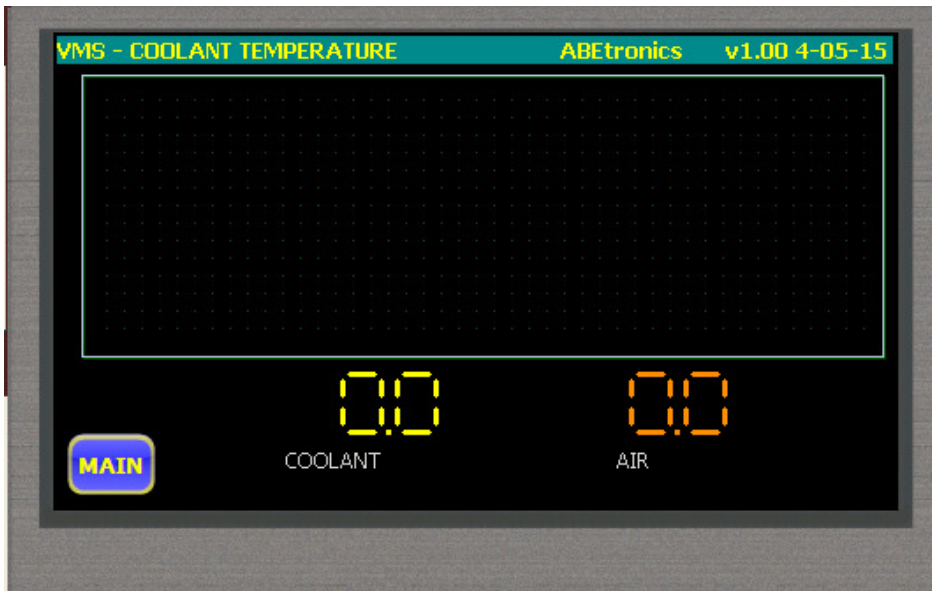 VMS - COOLANT TEMPERATURE ABEtronics v1.00 4-05-15
0.0 0.0
MAIN COOLANT AIR